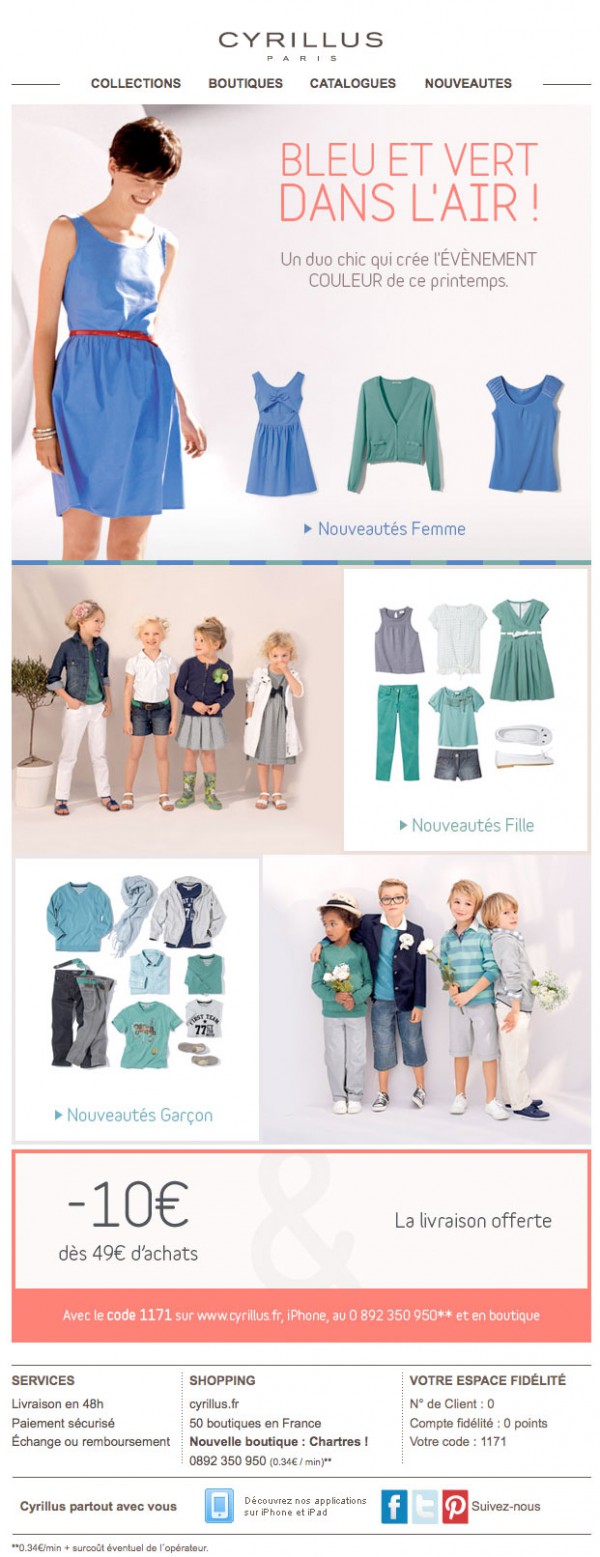 CYRILLUS
PARIS
COLLECTIONS BOUTIQUES CATALOGUES NOUVEAUTES
BLEU ET VERT
DANS L'AIR !
Un duo chic qui crée l'ÉVÈNEMENT
COULEUR de ce printemps.
Nouveautés Femme
Nouveautés Fille
FIRST TEAM
77
Nouveautés Garçon
-10€
dès 49€ d'achats
&
La livraison offerte
Avec le code 1171 sur www.cyrillus.fr, iPhone, au 0 892 350 950** et en boutique
SERVICES
Livraison en 48h
Paiement sécurisé
Échange ou remboursement
SHOPPING
cyrillus.fr
50 boutiques en France
Nouvelle boutique : Chartres !
0892 350 950 (0.34€ / min)**
VOTRE ESPACE FIDÉLITÉ
N° de Client : 0
Compte fidélité : 0 points
Votre code : 1171
Cyrillus partout avec vous
Découvrez nos applications
sur iPhone et iPad
Suivez-nous
**0.34€/min + surcoût éventuel de l'opérateur.